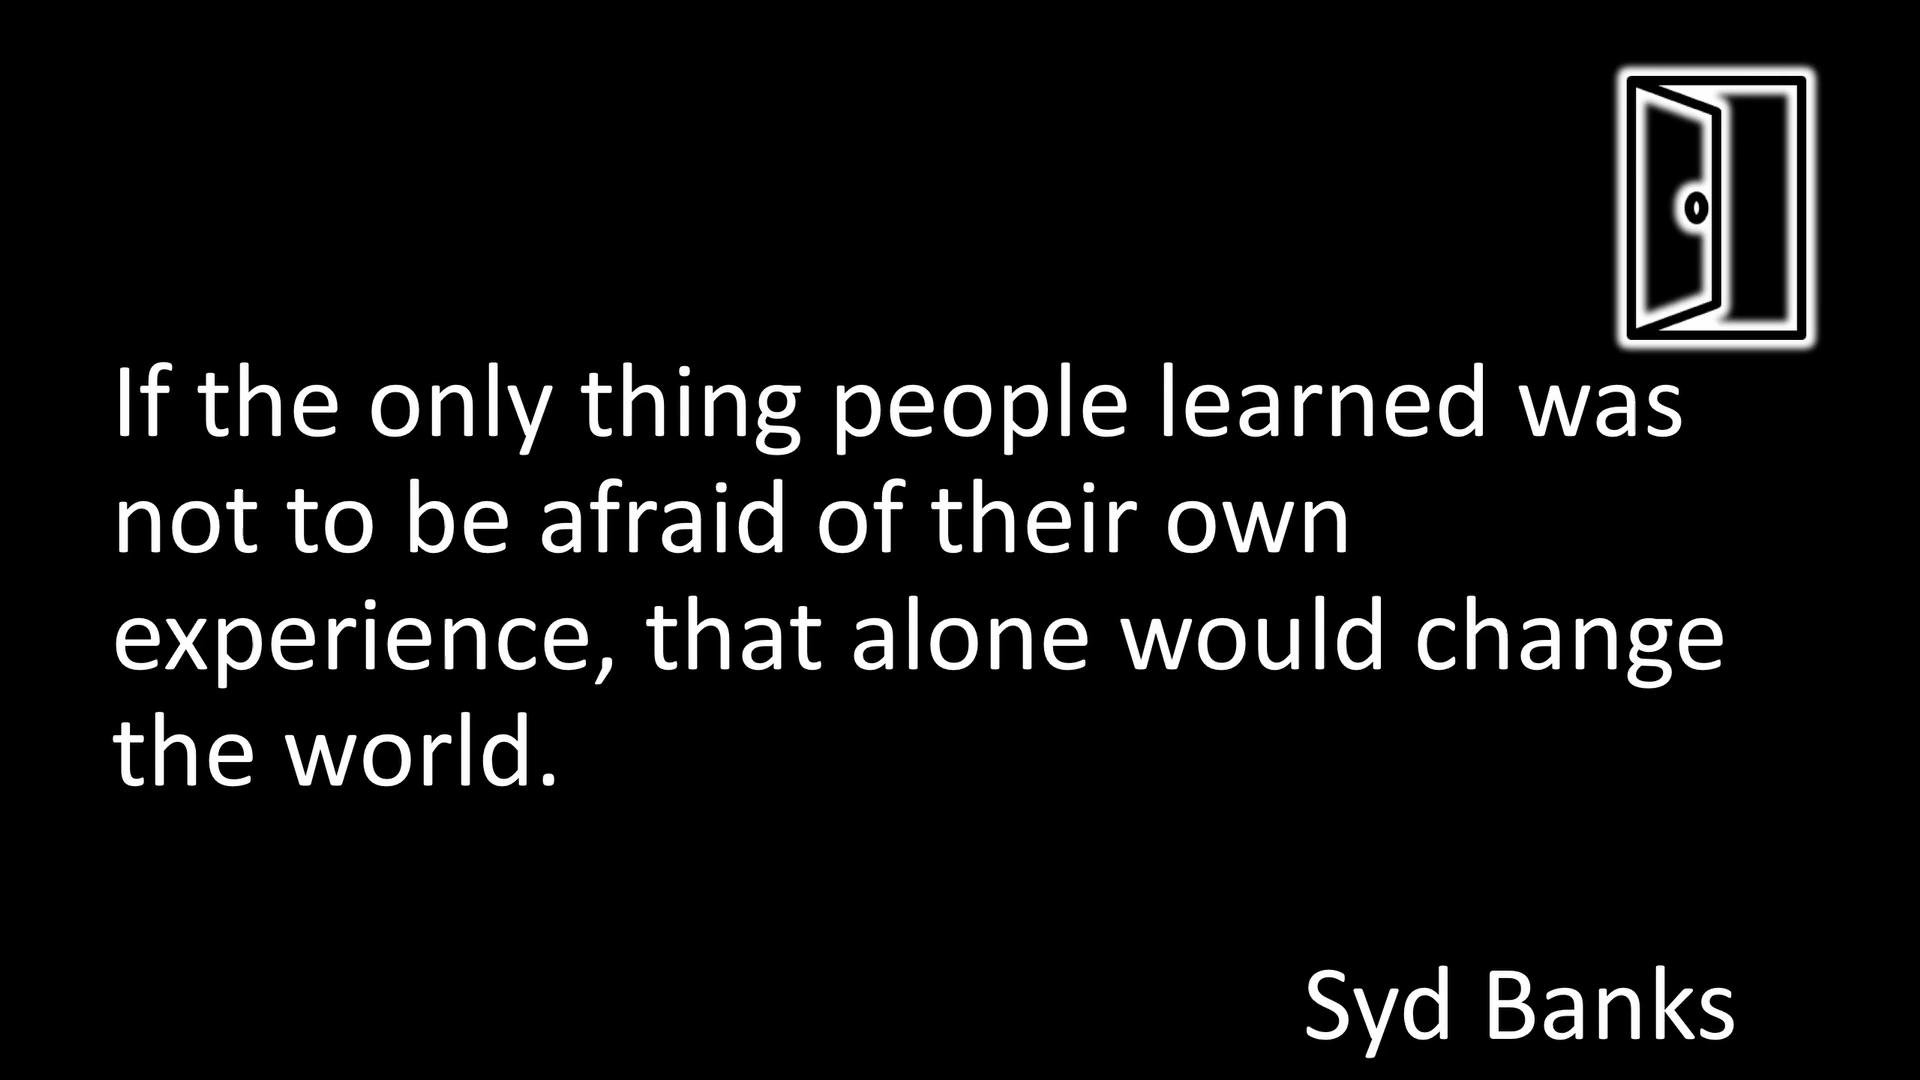 If the only thing people learned was
not to be afraid of their own
experience, that alone would change
the world.
Syd Banks